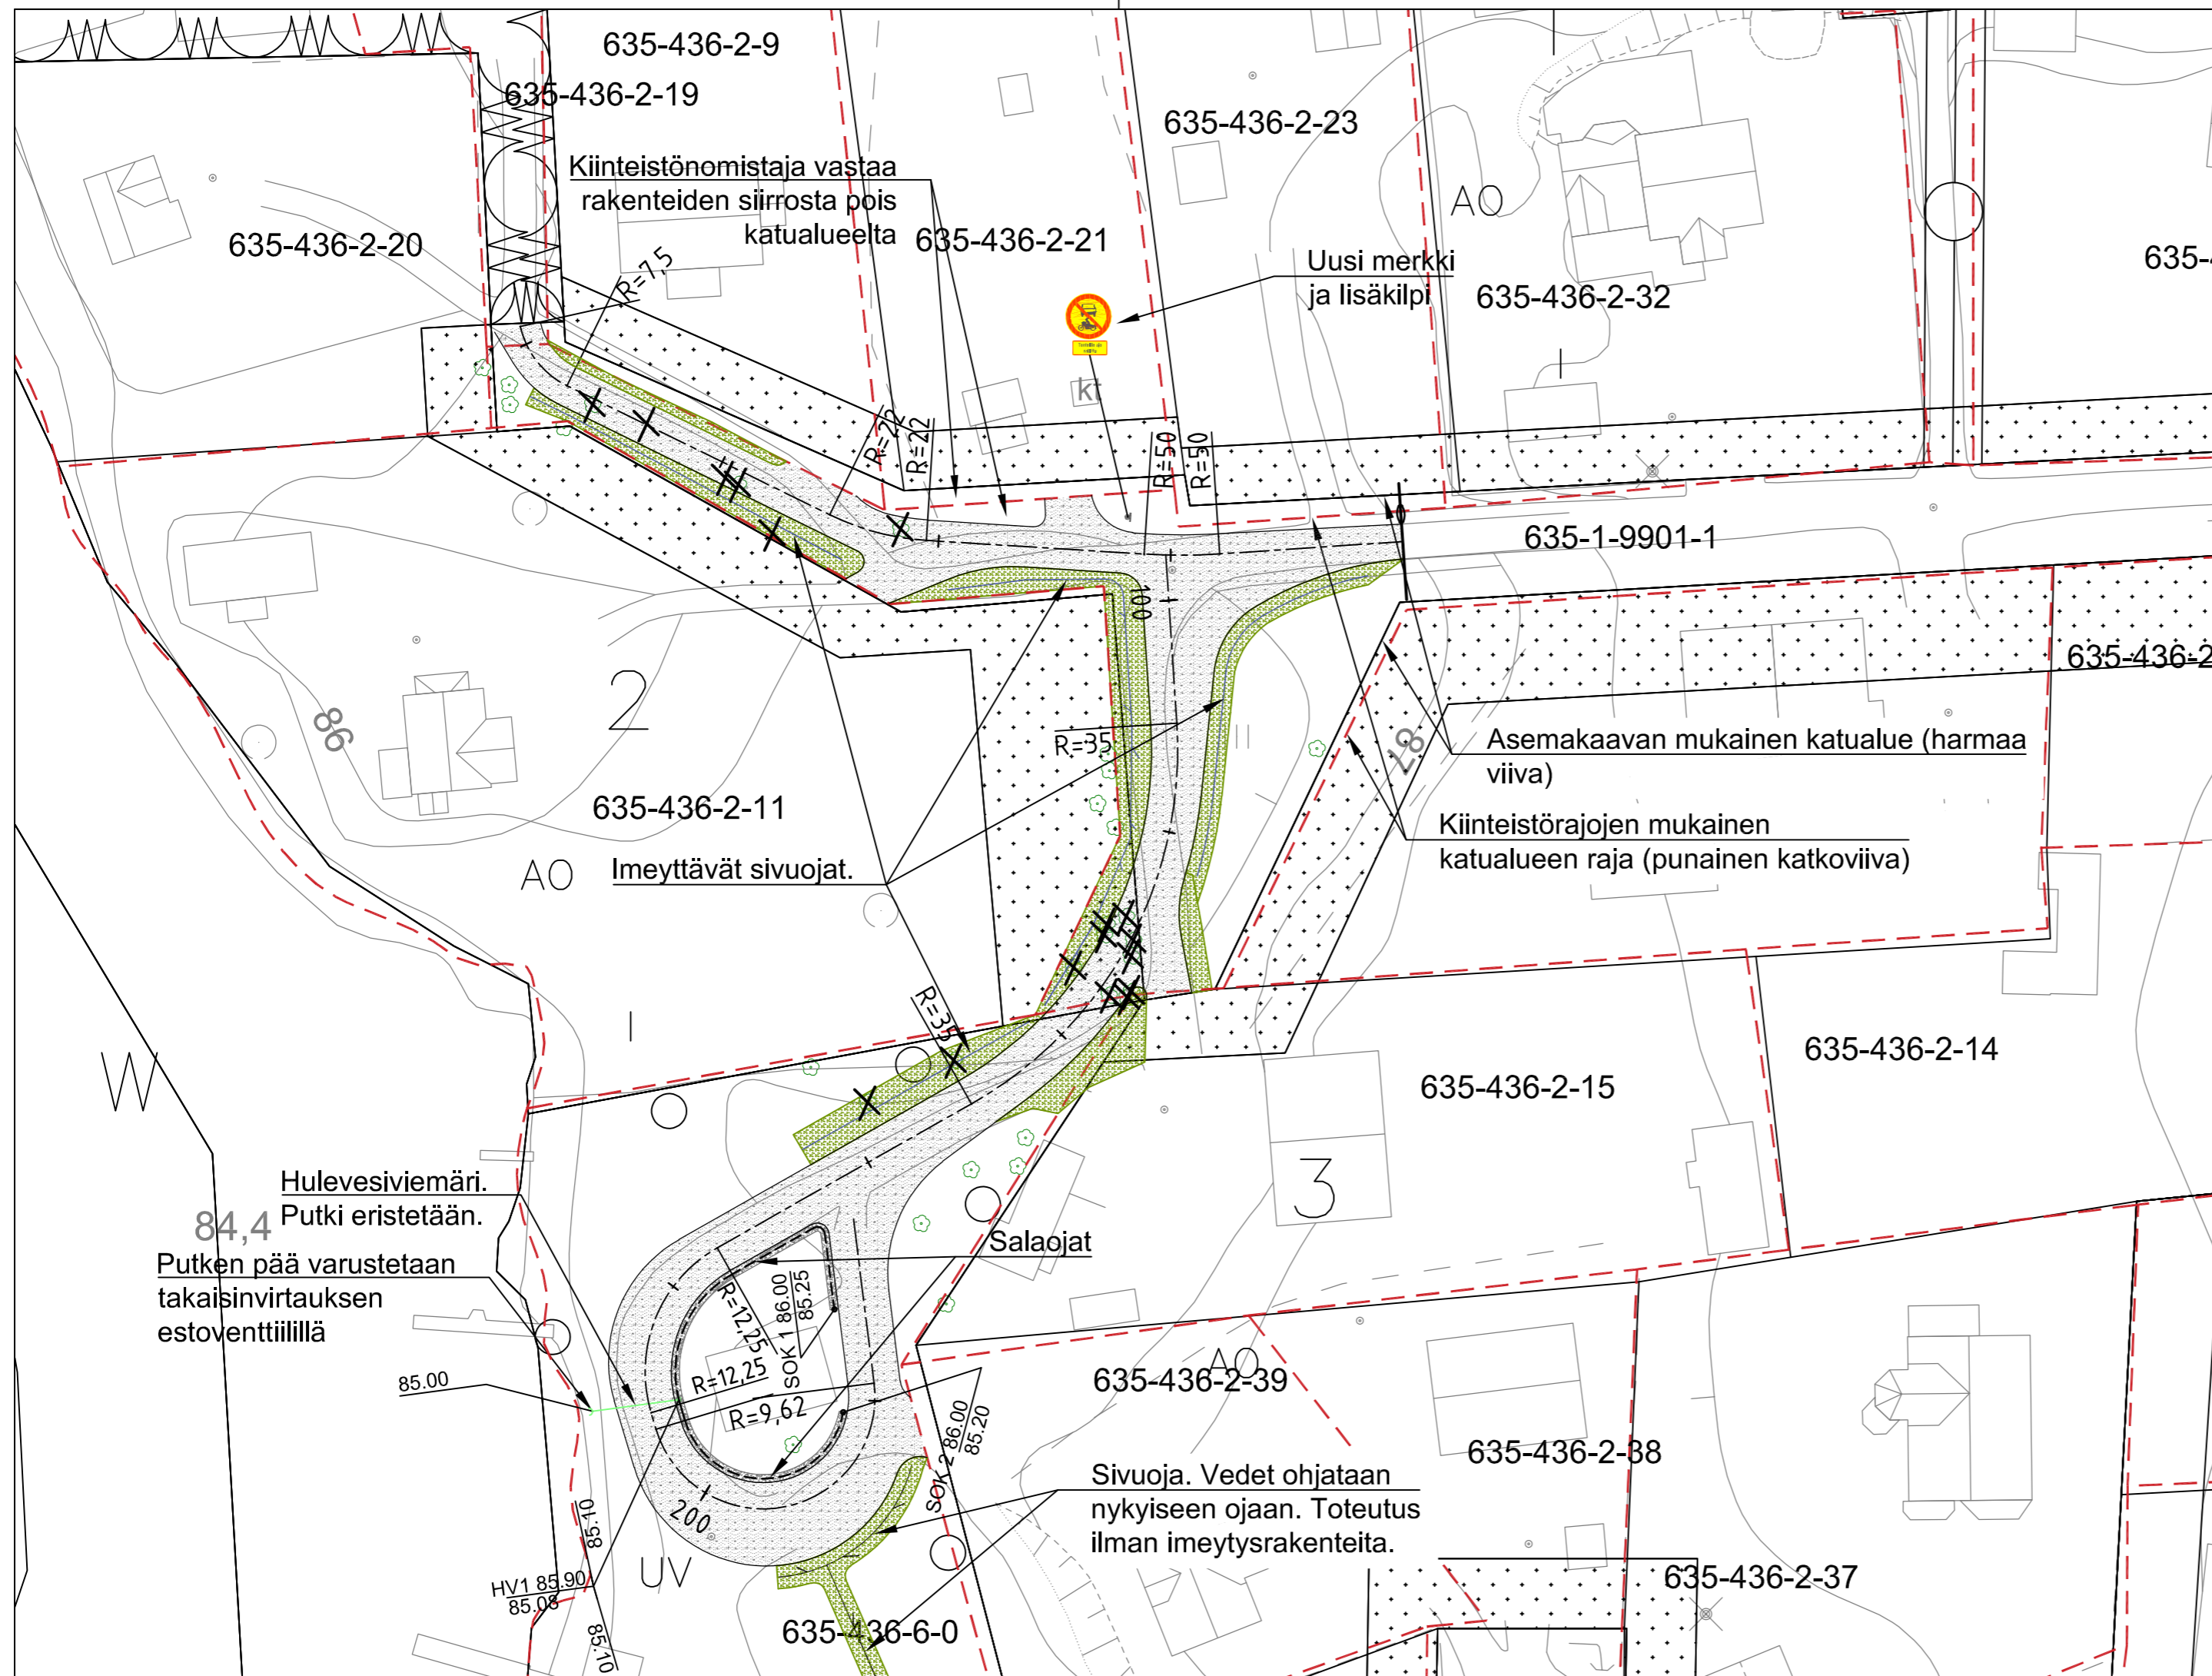 635-436-2-9
635-436-2-19
635-436-2-23
Kiinteistönomistaja vastaa
rakenteiden siirrosta pois
katualueelta
AO
635-436-2-20
635-436-2-21
Uusi merkki
ja lisäkilpi
635-4
635-436-2-32
R=7,5
kt
R=22
R=22
R=50
R=50
0
635-1-9901-1
100
635-436-2
2
86
R=35
87
Asemakaavan mukainen katualue (harmaa
viiva)
635-436-2-11
Kiinteistörajojen mukainen
katualueen raja (punainen katkoviiva)
AO
Imeyttävät sivuojat.
I
R=35
W
635-436-2-14
635-436-2-15
3
Hulevesiviemäri.
Putki eristetään.
84,4
Putken pää varustetaan
takaisinvirtauksen
estoventtiilillä
Salaojat
R=12,25
SOK 1 86.00
85.25
85.00
R=12,25
R=9,62
AO
635-436-2-39
SOK 2 86.00
85.20
635-436-2-38
Sivuoja. Vedet ohjataan
nykyiseen ojaan. Toteutus
ilman imeytysrakenteita.
200
85.10
UV
HV1 85.90
85.08
85.10
635-436-6-0
635-436-2-37